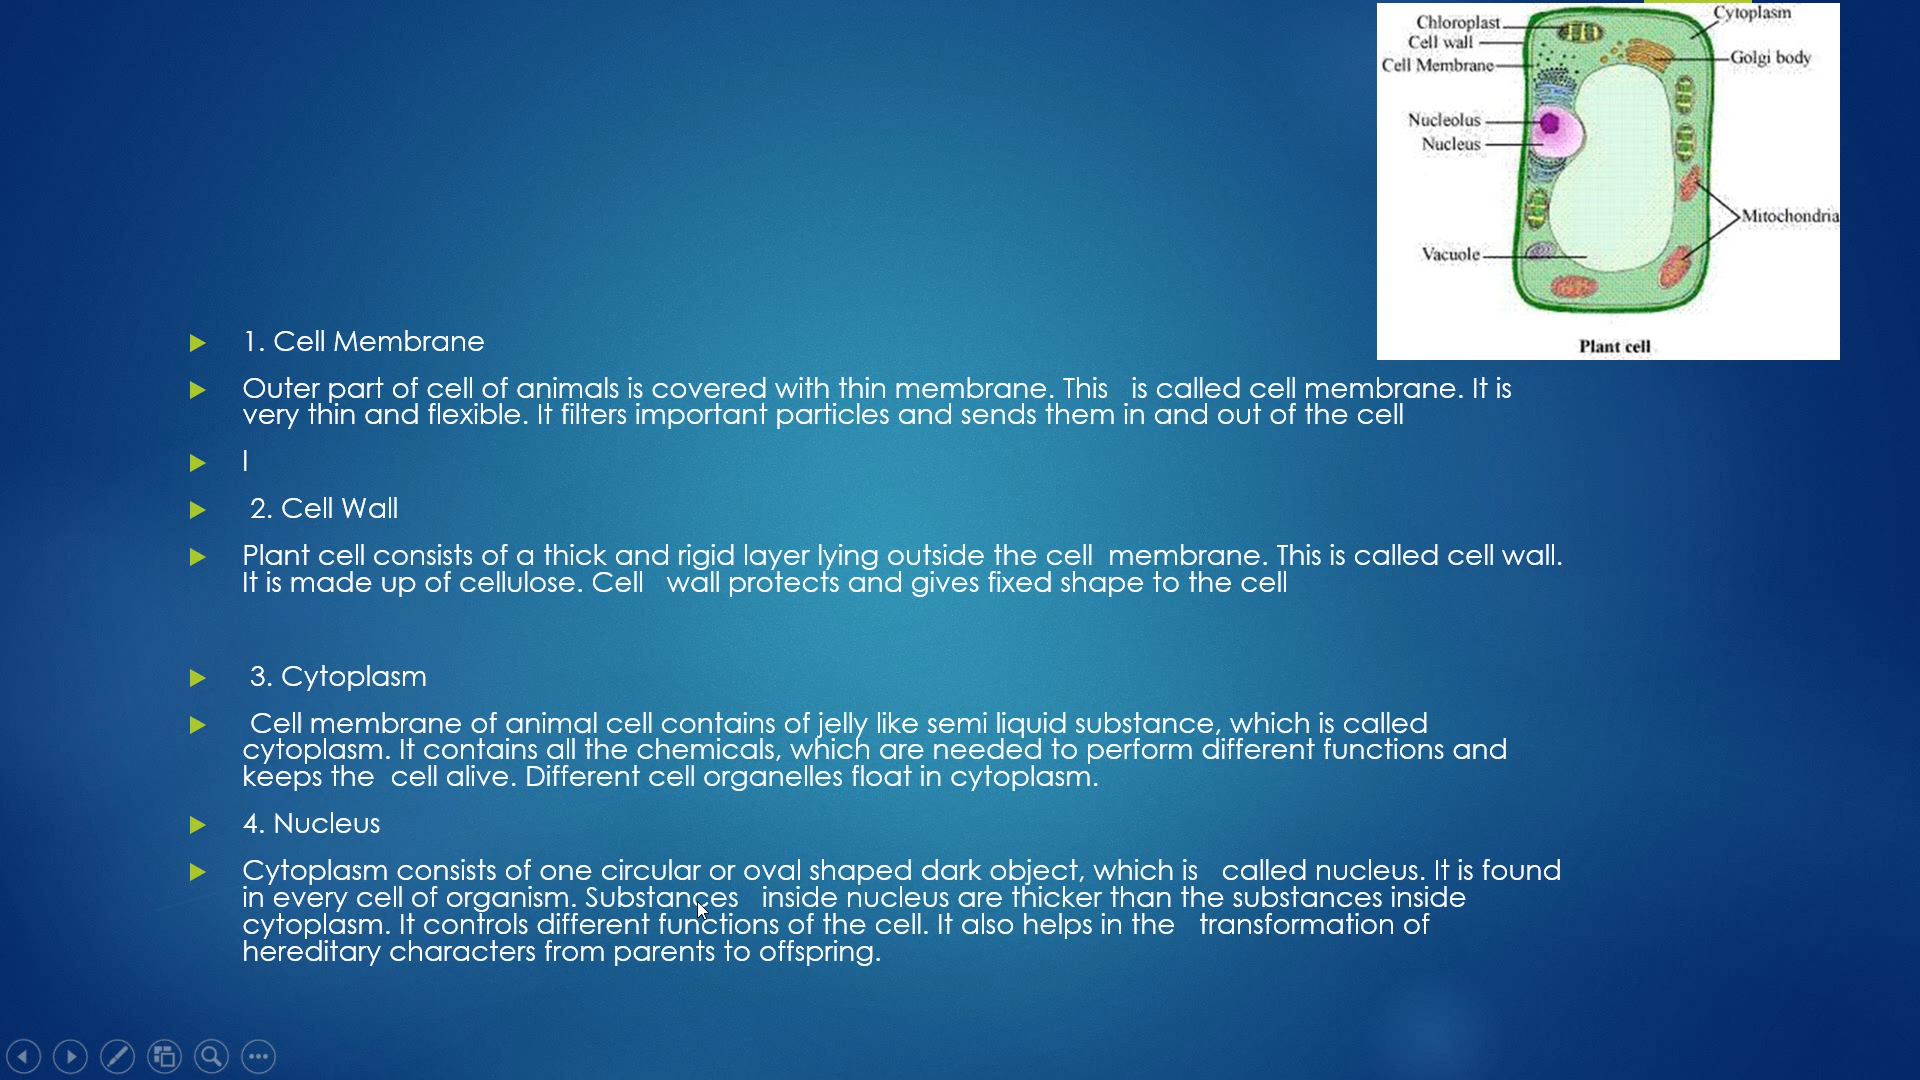 Chloroplast
Cytoplasm
Cell wall
Golgi body
Cell Membrane
Nucleolus
Nucleus
Mitochondria
Vacuole
Plant cell
1. Cell Membrane
Outer part of cell of animals is covered with thin membrane. This is called cell membrane. It is
very thin and flexible. It filters important particles and sends them in and out of the cell
l
2. Cell Wall
Plant cell consists of a thick and rigid layer lying outside the cell membrane. This is called cell wall.
It is made up of cellulose. Cell wall protects and gives fixed shape to the cell
3. Cytoplasm
Cell membrane of animal cell contains of jelly like semi liquid substance, which is called
cytoplasm. It contains all the chemicals, which are needed to perform different functions and
keeps the cell alive. Different cell organelles float in cytoplasm.
4. Nucleus
Cytoplasm consists of one circular or oval shaped dark object, which is called nucleus. It is found
in every cell of organism. Substances inside nucleus are thicker than the substances inside
cytoplasm. It controls different functions of the cell. It also helps in the transformation of
hereditary characters from parents to offspring.